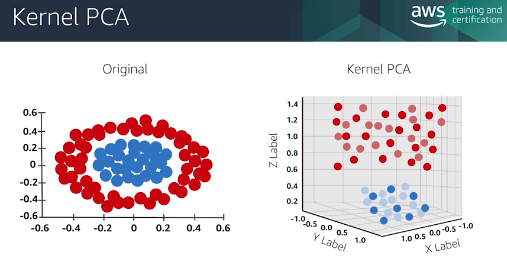 Kernel PCA
aws training and certification
Original
Kernel PCA
0.6
0.4
0.2
0
-0.2
-0.4
-0.6
-0.6 -0.4 -0.2 0 0.2 0.4 0.6
1.4
1.2
1.0
0.8
0.6
0.4
0.2
Z Label
-1.0 -0.5 0.0 0.5 1.0
Y Label
1.0 0.5 0.0 -0.5 -1.0
X Label